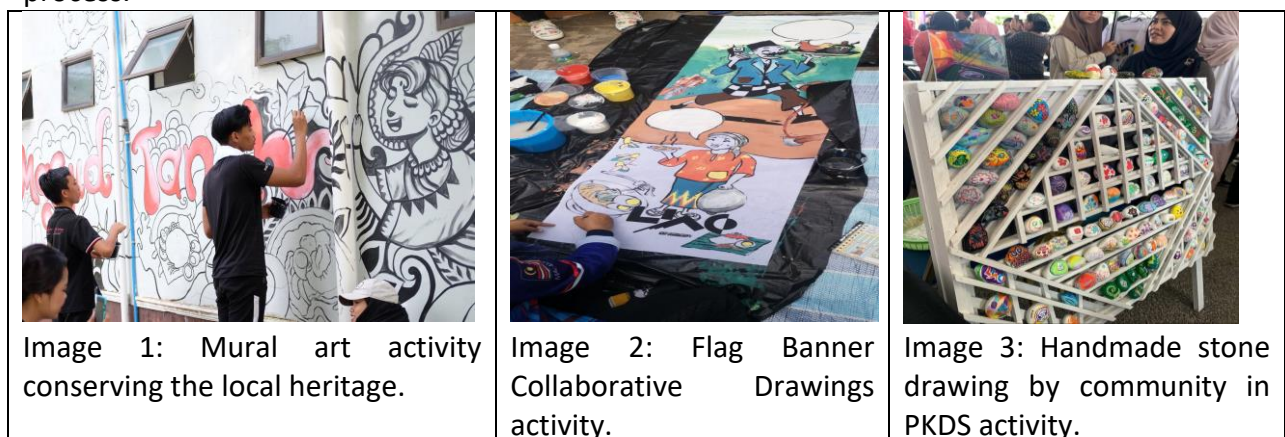 process.
Image 1: Mural art activity
conserving the local heritage.
Image 2: Flag Banner
Collaborative Drawings
activity.
Image 3: Handmade stone
drawing by community in
PKDS activity.